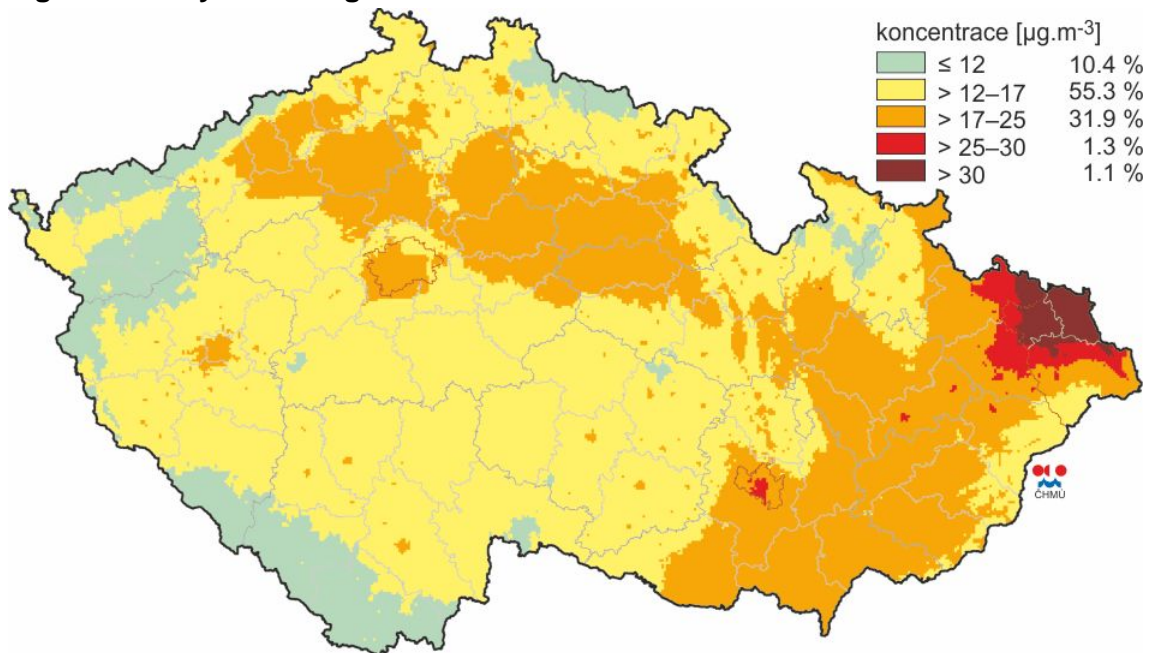 koncentrace [µg.m⁻³]
≤ 12 10.4 %
> 12–17 55.3 %
> 17–25 31.9 %
> 25–30 1.3 %
> 30 1.1 %
ČHMÚ